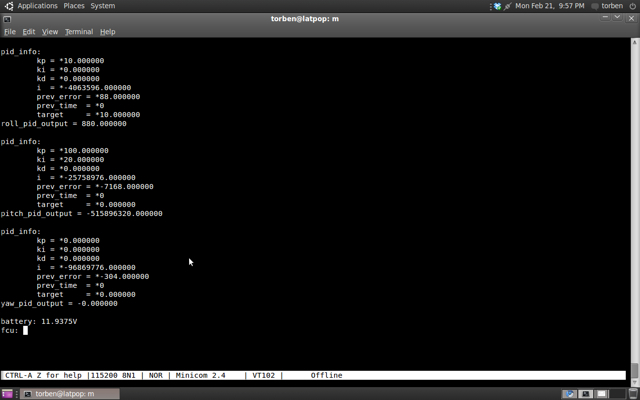 Applications Places System
Mon Feb 21, 9:57 PM torben
torben@latpop: m
File Edit View Terminal Help
pid_info:
kp = *10.000000
ki = *0.000000
kd = *0.000000
i = *-4063596.000000
prev_error = *88.000000
prev_time = *0
target = *10.000000
roll_pid_output = 880.000000
pid_info:
kp = *100.000000
ki = *20.000000
kd = *0.000000
i = *-25758976.000000
prev_error = *-7168.000000
prev_time = *0
target = *0.000000
pitch_pid_output = -515896320.000000
pid_info:
kp = *0.000000
ki = *0.000000
kd = *0.000000
i = *-96869776.000000
prev_error = *-304.000000
prev_time = *0
target = *0.000000
yaw_pid_output = -0.000000
battery: 11.9375V
fcu:
CTRL-A Z for help |115200 8N1 | NOR | Minicom 2.4 | VT102 | Offline
torben@latpop: m